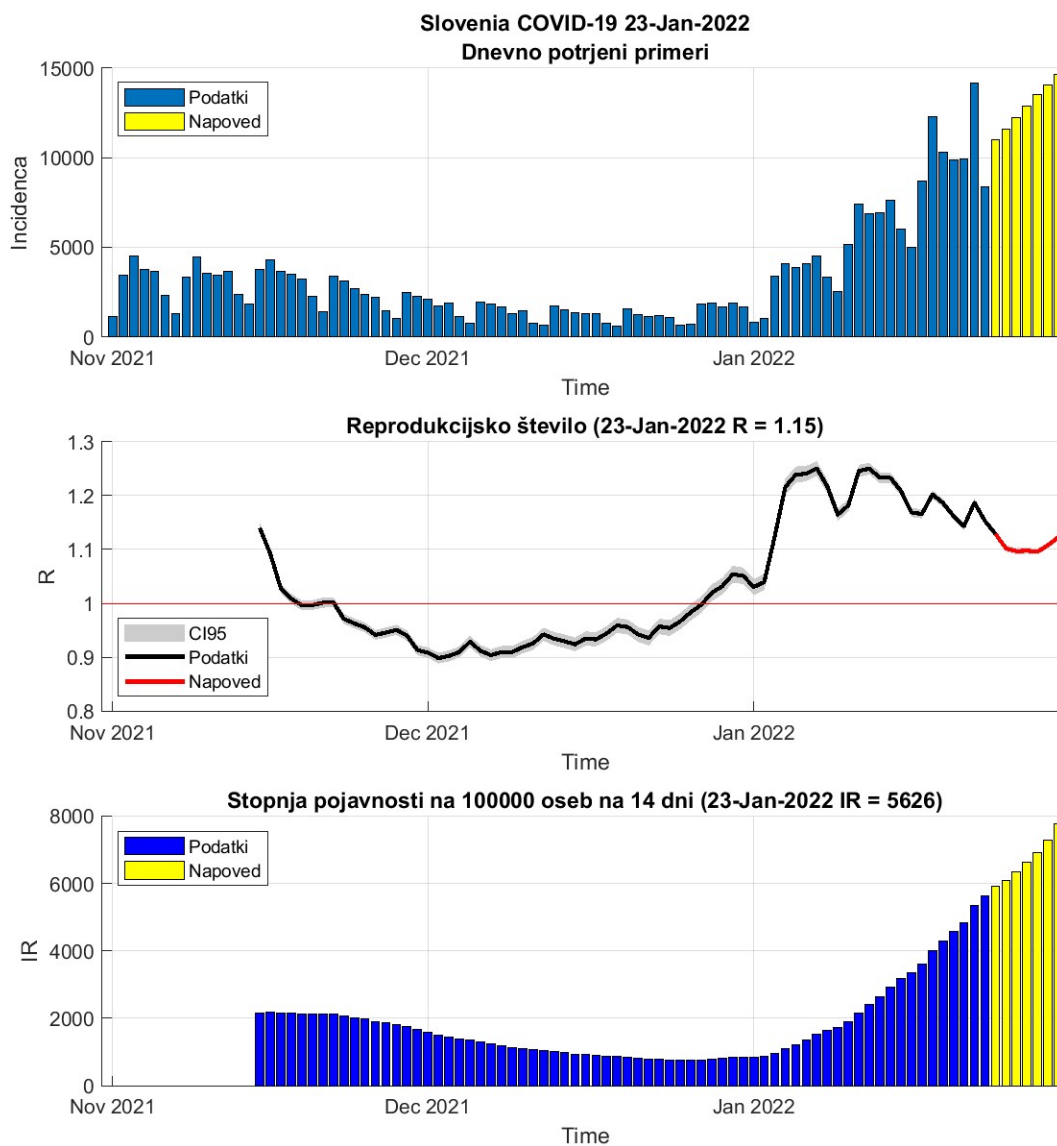 Slovenia COVID-19 23-Jan-2022
Dnevno potrjeni primeri
15000
10000
5000
0
Incidenca
Podatki
Napoved
Nov 2021 Dec 2021 Jan 2022
Time
Reprodukcijsko število (23-Jan-2022 R = 1.15)
1.3
1.2
1.1
1
0.9
0.8
R
CI95
Podatki
Napoved
Nov 2021 Dec 2021 Jan 2022
Time
Stopnja pojavnosti na 100000 oseb na 14 dni (23-Jan-2022 IR = 5626)
8000
6000
4000
2000
0
IR
Podatki
Napoved
Nov 2021 Dec 2021 Jan 2022
Time